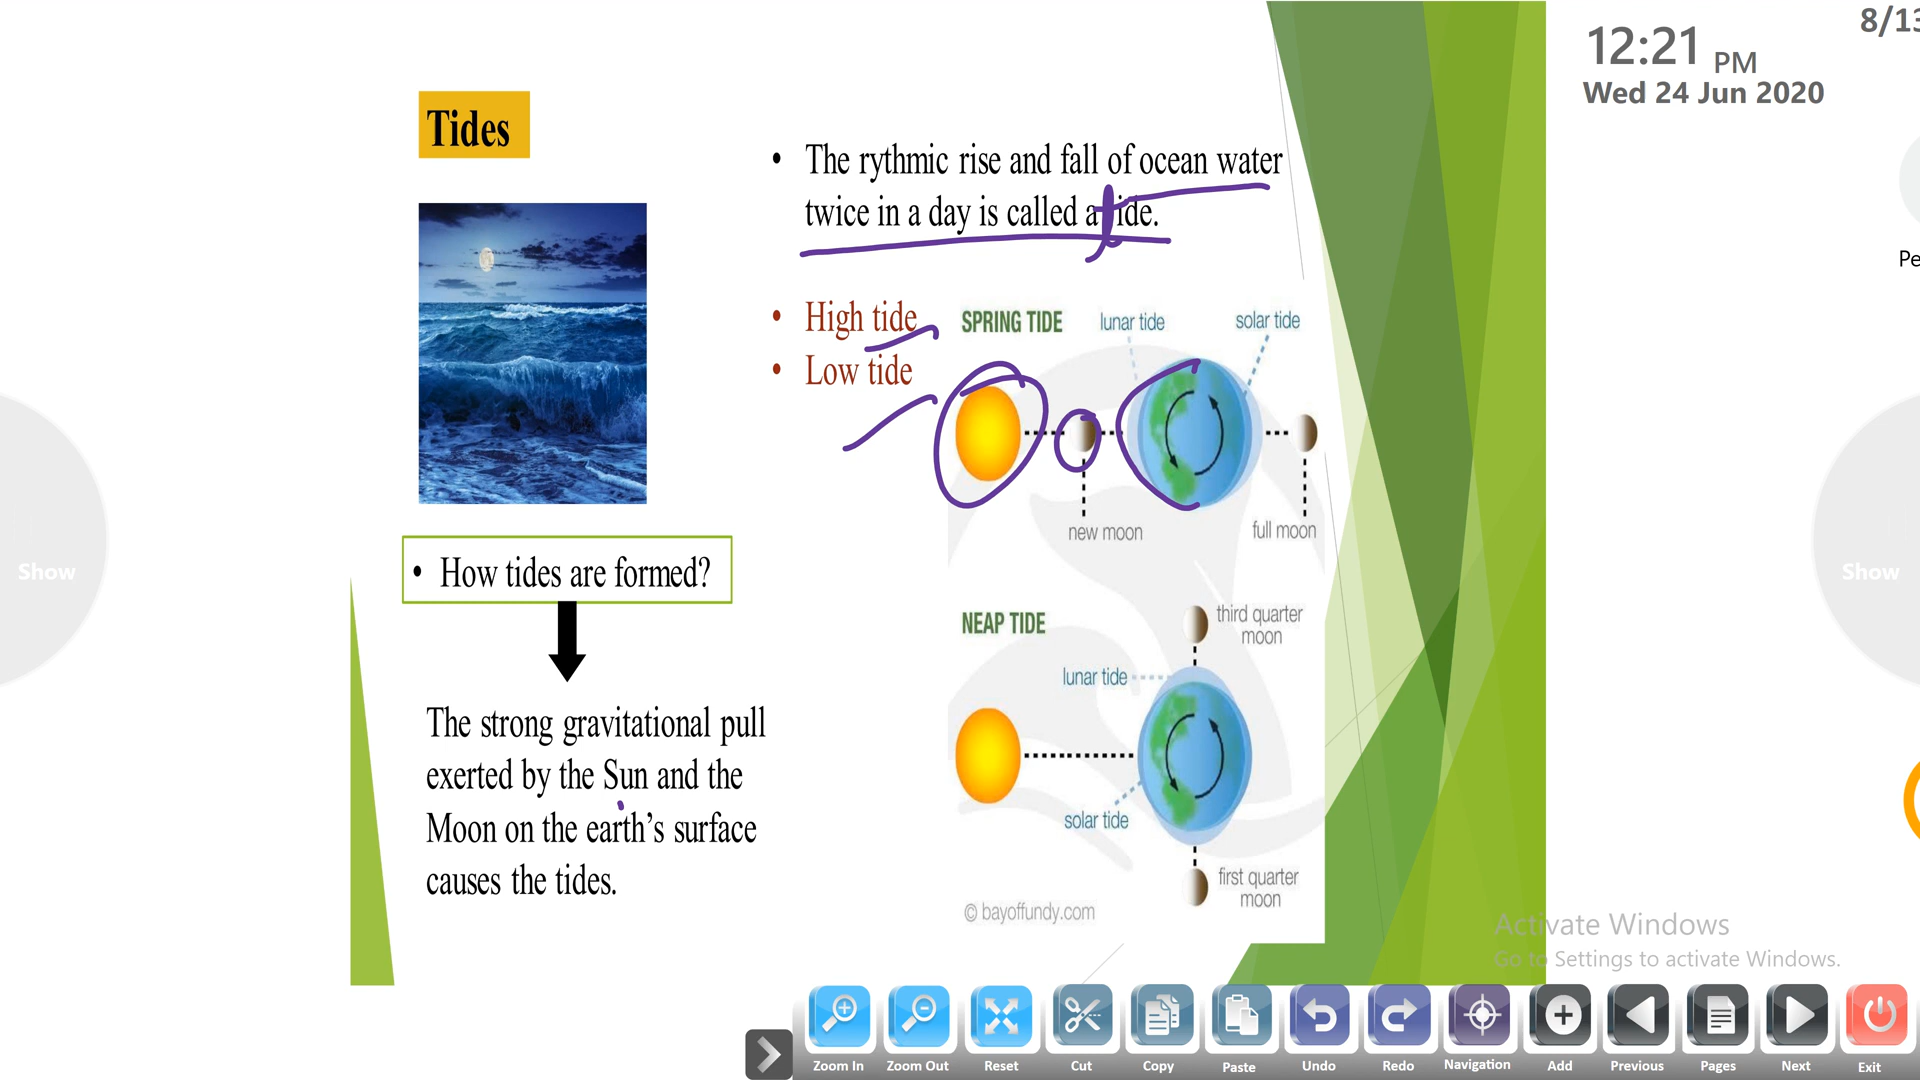 8/13
12:21 PM
Wed 24 Jun 2020
Tides
• The rythmic rise and fall of ocean water
twice in a day is called a tide.
• High tide
• Low tide
SPRING TIDE
lunar tide
solar tide
new moon
full moon
• How tides are formed?
The strong gravitational pull
exerted by the Sun and the
Moon on the earth's surface
causes the tides.
NEAP TIDE
third quarter
moon
lunar tide
solar tide
first quarter
moon
© bayoffundy.com
Show
Show
Pe
Activate Windows
Go to Settings to activate Windows.
Zoom In
Zoom Out
Reset
Cut
Copy
Paste
Undo
Redo
Navigation
Add
Previous
Pages
Next
Exit